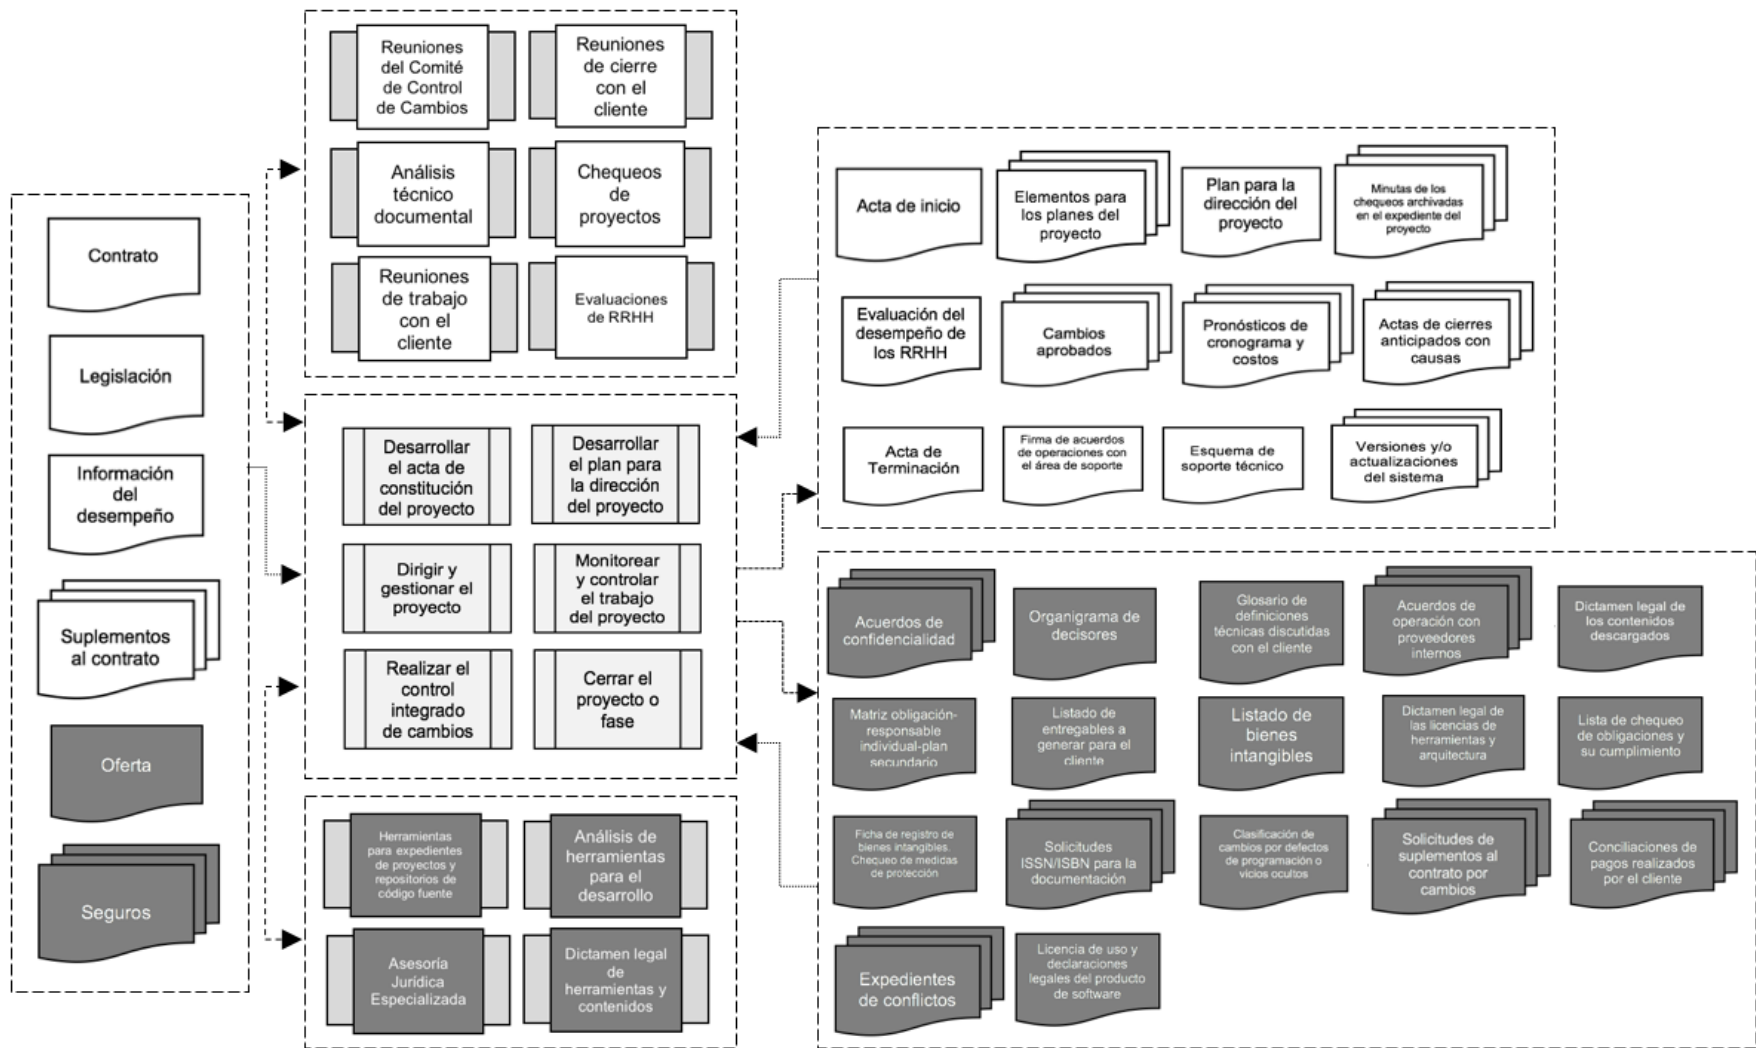 Contrato
Legislación
Información
del
desempeño
Suplementos
al contrato
Oferta
Seguros
Reuniones
del Comité
de Control
de Cambios
Reuniones
de cierre
con el
cliente
Análisis
técnico
documental
Chequeos
de
proyectos
Reuniones
de trabajo
con el
cliente
Evaluaciones
de RRHH
Desarrollar
el acta de
constitución
del proyecto
Desarrollar
el plan para
la dirección
del proyecto
Dirigir y
gestionar el
proyecto
Monitorear
y controlar
el trabajo
del proyecto
Realizar el
control
integrado
de cambios
Cerrar el
proyecto o
fase
Herramientas
para expedientes
de proyectos y
repositorios de
código fuente
Análisis de
herramientas
para el
desarrollo
Asesoría
Jurídica
Especializada
Dictamen legal
de
herramientas y
contenidos
Acta de inicio
Elementos para
los planes del
proyecto
Plan para la
dirección del
proyecto
Minutas de los
chequeos archivadas
en el expediente del
proyecto
Evaluación del
desempeño de
los RRHH
Cambios
aprobados
Pronósticos de
cronograma y
costos
Actas de cierres
anticipados con
causas
Acta de
Terminación
Firma de acuerdos
de operaciones con
el área de soporte
Esquema de
soporte técnico
Versiones y/o
actualizaciones
del sistema
Acuerdos de
confidencialidad
Organigrama de
decisores
Glosario de
definiciones
técnicas discutidas
con el cliente
Acuerdos de
operación con
proveedores
internos
Dictamen legal de
los contenidos
descargados
Matriz obligación-
responsable
individual-plan
secundario
Listado de
entregables a
generar para el
cliente
Listado de
bienes
intangibles
Dictamen legal de
las licencias de
herramientas y
arquitectura
Lista de chequeo
de obligaciones y
su cumplimiento
Ficha de registro de
bienes intangibles.
Chequeo de medidas
de protección
Solicitudes
ISSN/ISBN para la
documentación
Clasificación de
cambios por defectos
de programación o
vicios ocultos
Solicitudes de
suplementos al
contrato por
cambios
Conciliaciones de
pagos realizados
por el cliente
Expedientes
de conflictos
Licencia de uso y
declaraciones
legales del producto
de software